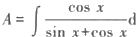 A = ∫ cos x / sin x+cos x d